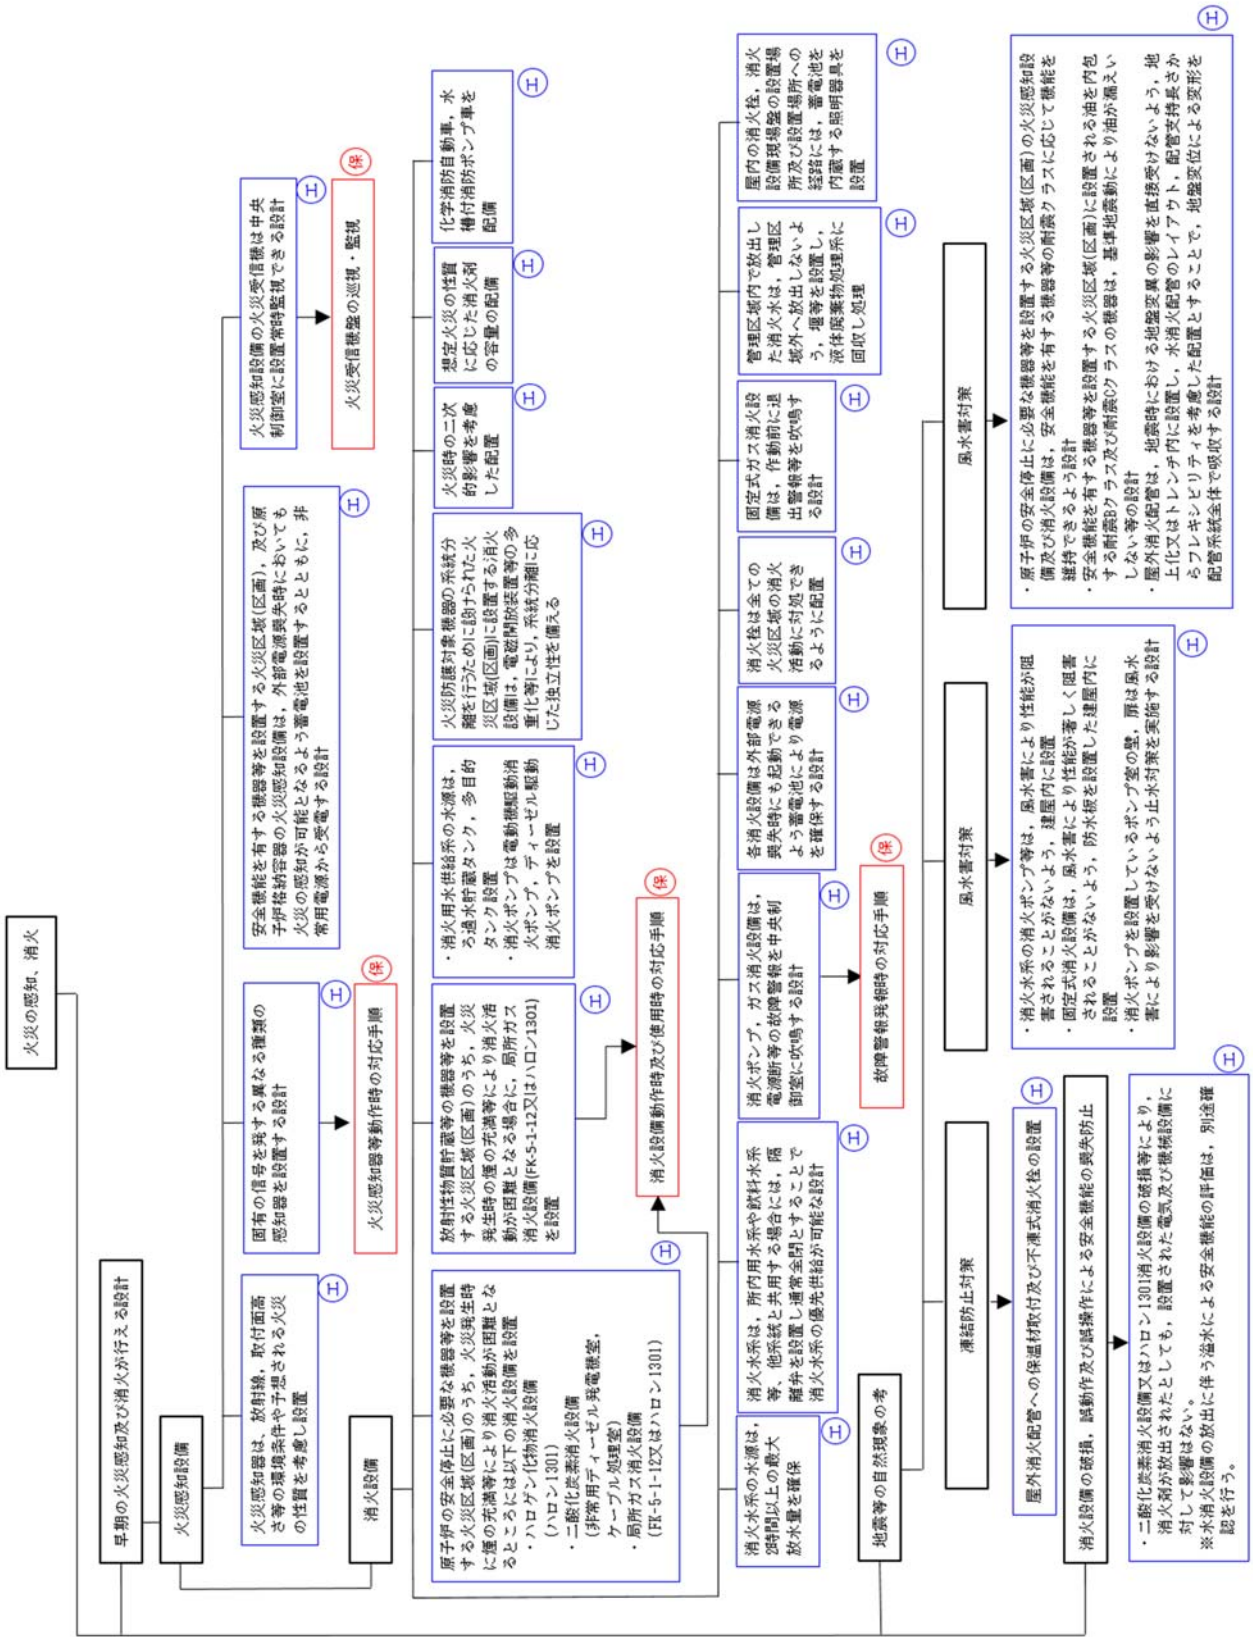 火災の感知、消火
早期の火災感知及び消火が行える設計
火災感知設備
火災感知器は、放射線，取付面高
さ等の環境条件や予想される火災
の性質を考慮し設置
エ
固有の信号を発する異なる種類の
感知器を設置する設計
エ
火災感知器等動作時の対応手順
保
安全機能を有する機器等を設置する火災区域(区画)，及び原
子炉格納容器の火災感知設備は，外部電源喪失時においても
火災の感知が可能となるよう蓄電池を設置するとともに，非
常用電源から受電する設計
エ
火災感知設備の火災受信機は中央
制御室に設置常時監視できる設計
エ
火災受信機盤の巡視・監視
保
消火設備
原子炉の安全停止に必要な機器等を設置
する火災区域(区画)のうち，火災発生時
に煙の充満等により消火活動が困難とな
るところには以下の消火設備を設置
・ハロゲン化物消火設備
(ハロン1301)
・二酸化炭素消火設備
(非常用ディーゼル発電機室，
ケーブル処理室)
・局所ガス消火設備
(FK-5-1-12又はハロン1301)
エ
放射性物質貯蔵等の機器等を設置
する火災区域(区画)のうち，火災
発生時の煙の充満等により消火活
動が困難となる場合に，局所ガス
消火設備(FK-5-1-12又はハロン1301)
を設置
エ
消火設備動作時及び使用時の対応手順
保
・消火用水供給系の水源は，
ろ過水貯蔵タンク，多目的
タンク設置
・消火ポンプは電動機駆動消
火ポンプ，ディーゼル駆動
消火ポンプを設置
エ
火災防護対象機器の系統分
離を行うために設けられた火
災区域(区画)に設置する消火
設備は，電磁開放装置等の多
重化等により，系統分離に応
じた独立性を備える
エ
火災時の二次
的影響を考慮
した配置
エ
想定火災の性質
に応じた消火剤
の容量の配備
エ
化学消防自動車，水
槽付消防ポンプ車を
配備
エ
消火水系の水源は，
2時間以上の最大
放水量を確保
エ
消火水系は，所内用水系や飲料水系
等、他系統と共用する場合には，隔
離弁を設置し通常全閉とすることで
消火水系の優先供給が可能な設計
エ
消火ポンプ，ガス消火設備は，
電源断等の故障警報を中央制
御室に吹鳴する設計
エ
故障警報発報時の対応手順
保
各消火設備は外部電源
喪失時にも起動できる
よう蓄電池により電源
を確保する設計
エ
消火栓は全ての
火災区域の消火
活動に対処でき
るように配置
エ
固定式ガス消火設
備は，作動前に退
出警報等を吹鳴す
る設計
エ
管理区域内で放出し
た消火水は，管理区
域外へ放出しないよ
う，堰等を設置し，
液体廃棄物処理系に
回収し処理
エ
屋内の消火栓，消火
設備現場盤の設置場
所及び設置場所への
経路には，蓄電池を
内蔵する照明器具を
設置
エ
地震等の自然現象の考
凍結防止対策
屋外消火配管への保温材取付及び不凍式消火栓の設置
エ
風水害対策
・消火水系の消火ポンプ等は，風水害により性能が阻
害されることがないよう，建屋内に設置
・固定式消火設備は，風水害により性能が著しく阻害
されることがないよう，防水板を設置した建屋内に
設置
・消火ポンプを設置しているポンプ室の壁，扉は風水
害により影響を受けないよう止水対策を実施する設計
エ
風水害対策
・原子炉の安全停止に必要な機器等を設置する火災区域(区画)の火災感知設
備及び消火設備は，安全機能を有する機器等の耐震クラスに応じて機能を
維持できるよう設計
・安全機能を有する機器等を設置する火災区域(区画)に設置される油を内包
する耐震Bクラス及び耐震Cクラスの機器は，基準地震動により油が漏えい
しない等の設計
・屋外消火配管は，地震時における地盤変異の影響を直接受けないよう，地
上化又はトレンチ内に設置し，水消火配管のレイアウト，配管支持長さか
らフレキシビリティを考慮した配置とすることで，地盤変位による変形を
配管系統全体で吸収する設計
エ
消火設備の破損，誤動作及び誤操作による安全機能の喪失防止
・二酸化炭素消火設備又はハロン1301消火設備の破損等により，
消火剤が放出されたとしても，設置された電気及び機械設備に
対して影響はない。
※水消火設備の放出に伴う溢水による安全機能の評価は，別途確
認を行う。
エ